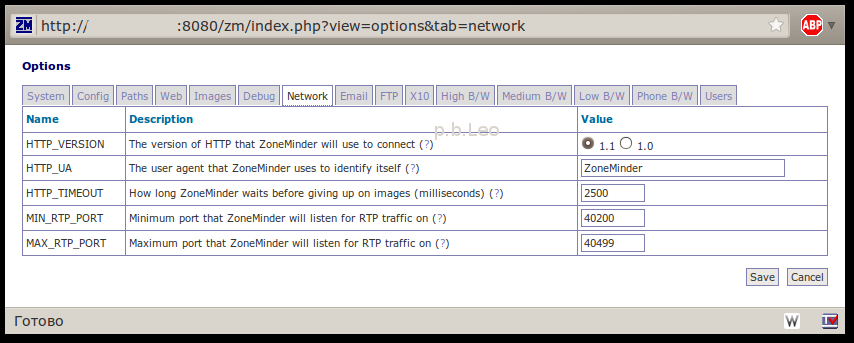 ZM http:// :8080/zm/index.php?view=options&tab=network ABP
Options
System Config Paths Web Images Debug Network Email FTP X10 High B/W Medium B/W Low B/W Phone B/W Users
Name Description Value
p.b.Leo
HTTP_VERSION The version of HTTP that ZoneMinder will use to connect (?) 1.1 1.0
HTTP_UA The user agent that ZoneMinder uses to identify itself (?) ZoneMinder
HTTP_TIMEOUT How long ZoneMinder waits before giving up on images (milliseconds) (?) 2500
MIN_RTP_PORT Minimum port that ZoneMinder will listen for RTP traffic on (?) 40200
MAX_RTP_PORT Maximum port that ZoneMinder will listen for RTP traffic on (?) 40499
Save Cancel
Готово W